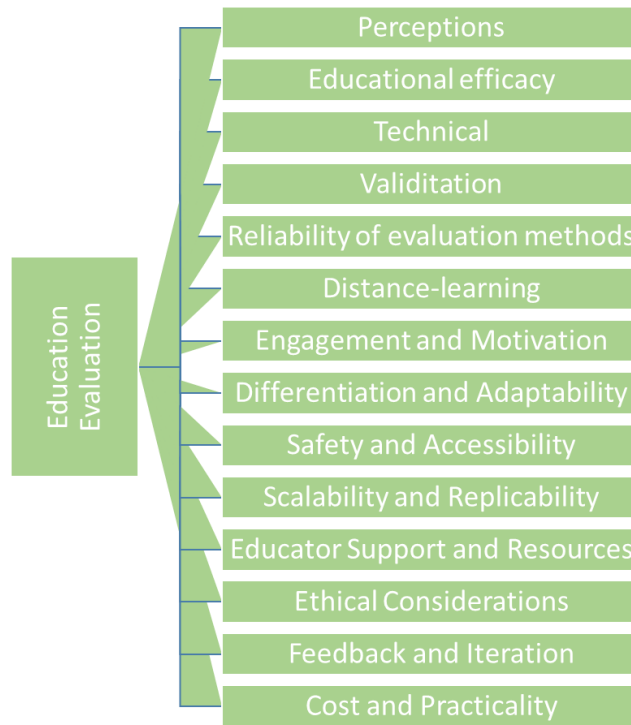 Education
Evaluation
Perceptions
Educational efficacy
Technical
Validitation
Reliability of evaluation methods
Distance-learning
Engagement and Motivation
Differentiation and Adaptability
Safety and Accessibility
Scalability and Replicability
Educator Support and Resources
Ethical Considerations
Feedback and Iteration
Cost and Practicality